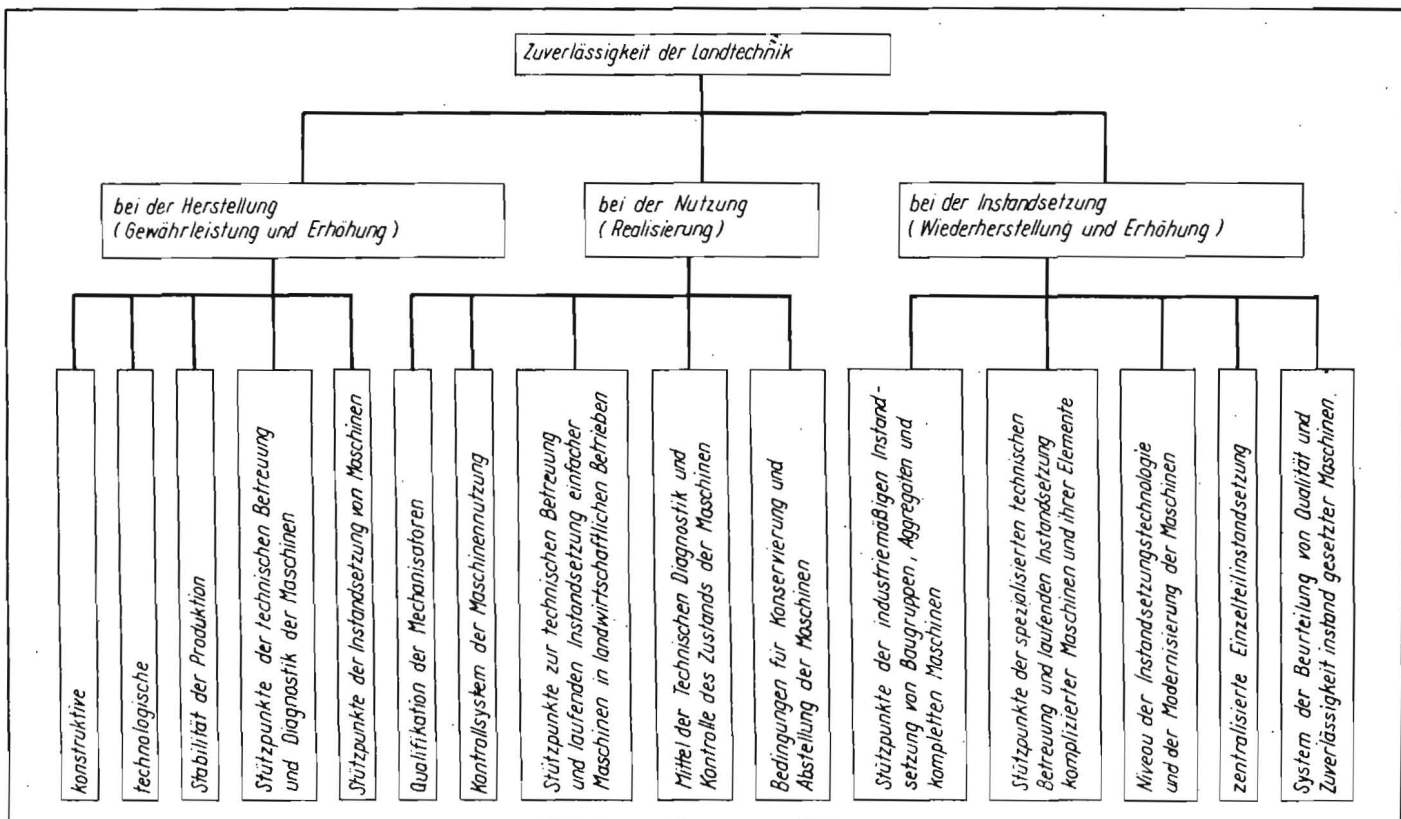 Zuverlässigkeit der Landtechnik
bei der Herstellung
(Gewährleistung und Erhöhung)
bei der Nutzung
(Realisierung)
bei der Instandsetzung
(Wiederherstellung und Erhöhung)
konstruktive
technologische
Stabilität der Produktion
Stützpunkte der technischen Betreuung
und Diagnostik der Maschinen
Stützpunkte der Instandsetzung von Maschinen
Qualifikation der Mechanisatoren
Kontrollsystem der Maschinennutzung
Stützpunkte zur technischen Betreuung
und laufenden Instandsetzung einfacher
Maschinen in landwirtschaftlichen Betrieben
Mittel der Technischen Diagnostik und
Kontrolle des Zustands der Maschinen
Bedingungen für Konservierung und
Abstellung der Maschinen
Stützpunkte der industriemäßigen Instand-
setzung von Baugruppen, Aggregaten und
kompletten Maschinen
Stützpunkte der spezialisierten technischen
Betreuung und laufenden Instandsetzung
komplizierter Maschinen und ihrer Elemente
Niveau der Instandsetzungstechnologie
und der Modernisierung der Maschinen
zentralisierte Einzelteilinstandsetzung
System der Beurteilung von Qualität und
Zuverlässigkeit instand gesetzter Maschinen